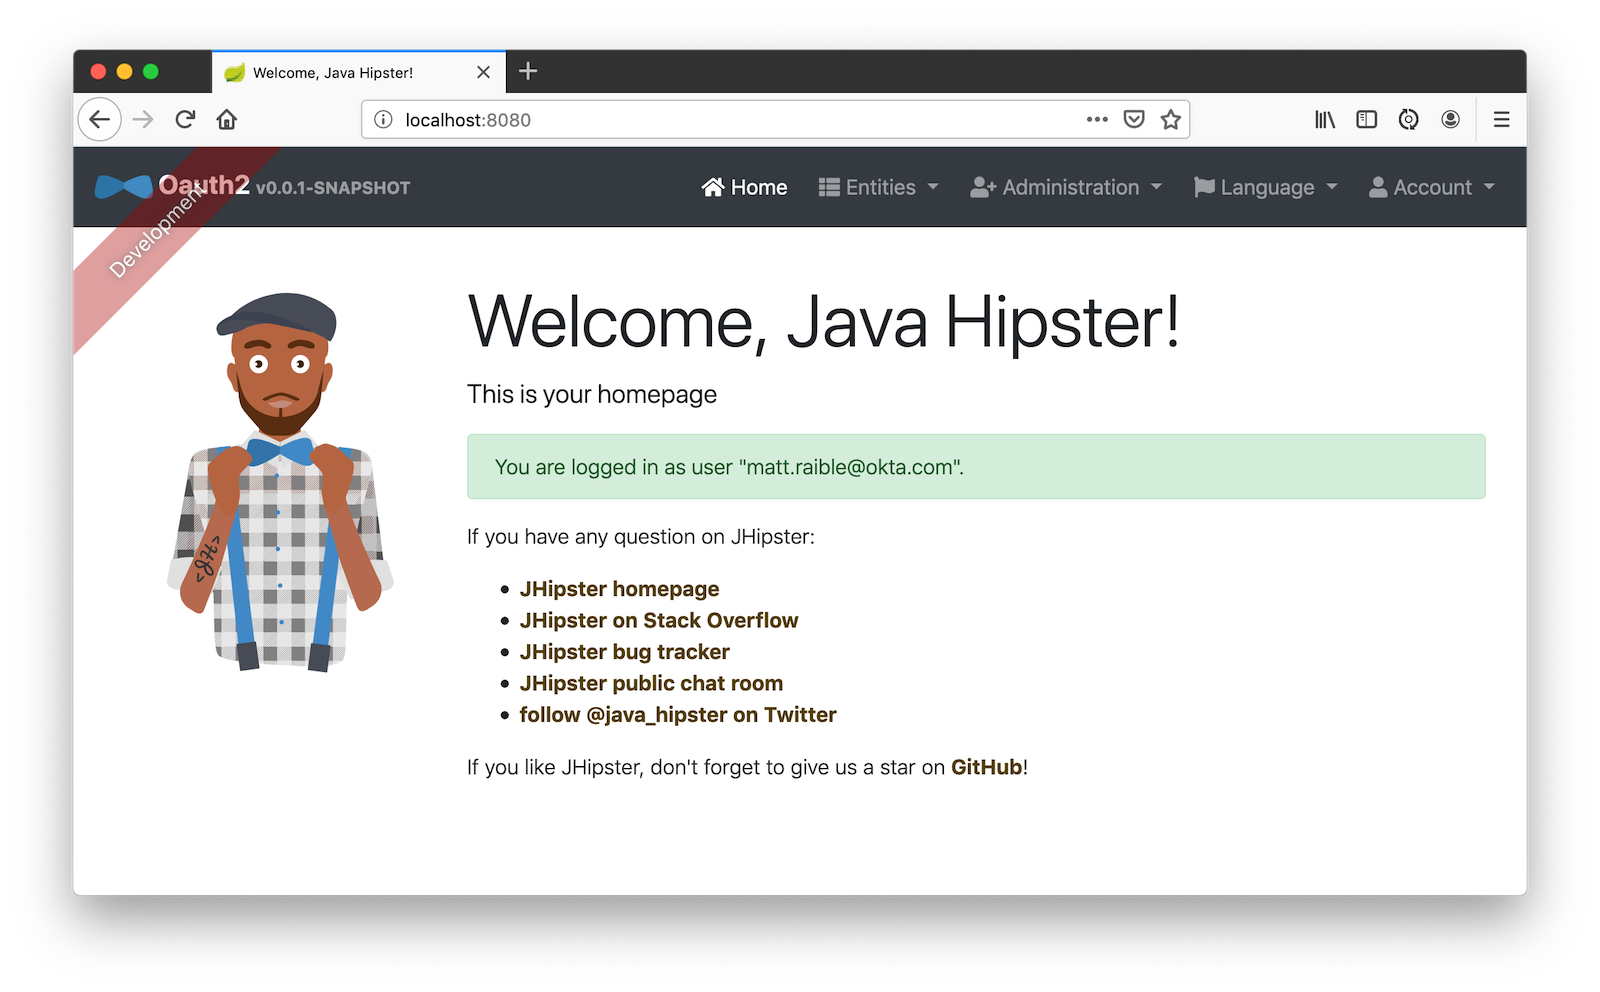 Welcome, Java Hipster!
localhost:8080
Oauth2 v0.0.1-SNAPSHOT
Home
Entities
Administration
Language
Account
Development
Welcome, Java Hipster!
This is your homepage
You are logged in as user "matt.raible@okta.com".
If you have any question on JHipster:
JHipster homepage
JHipster on Stack Overflow
JHipster bug tracker
JHipster public chat room
follow @java_hipster on Twitter
If you like JHipster, don't forget to give us a star on GitHub!
<JH>